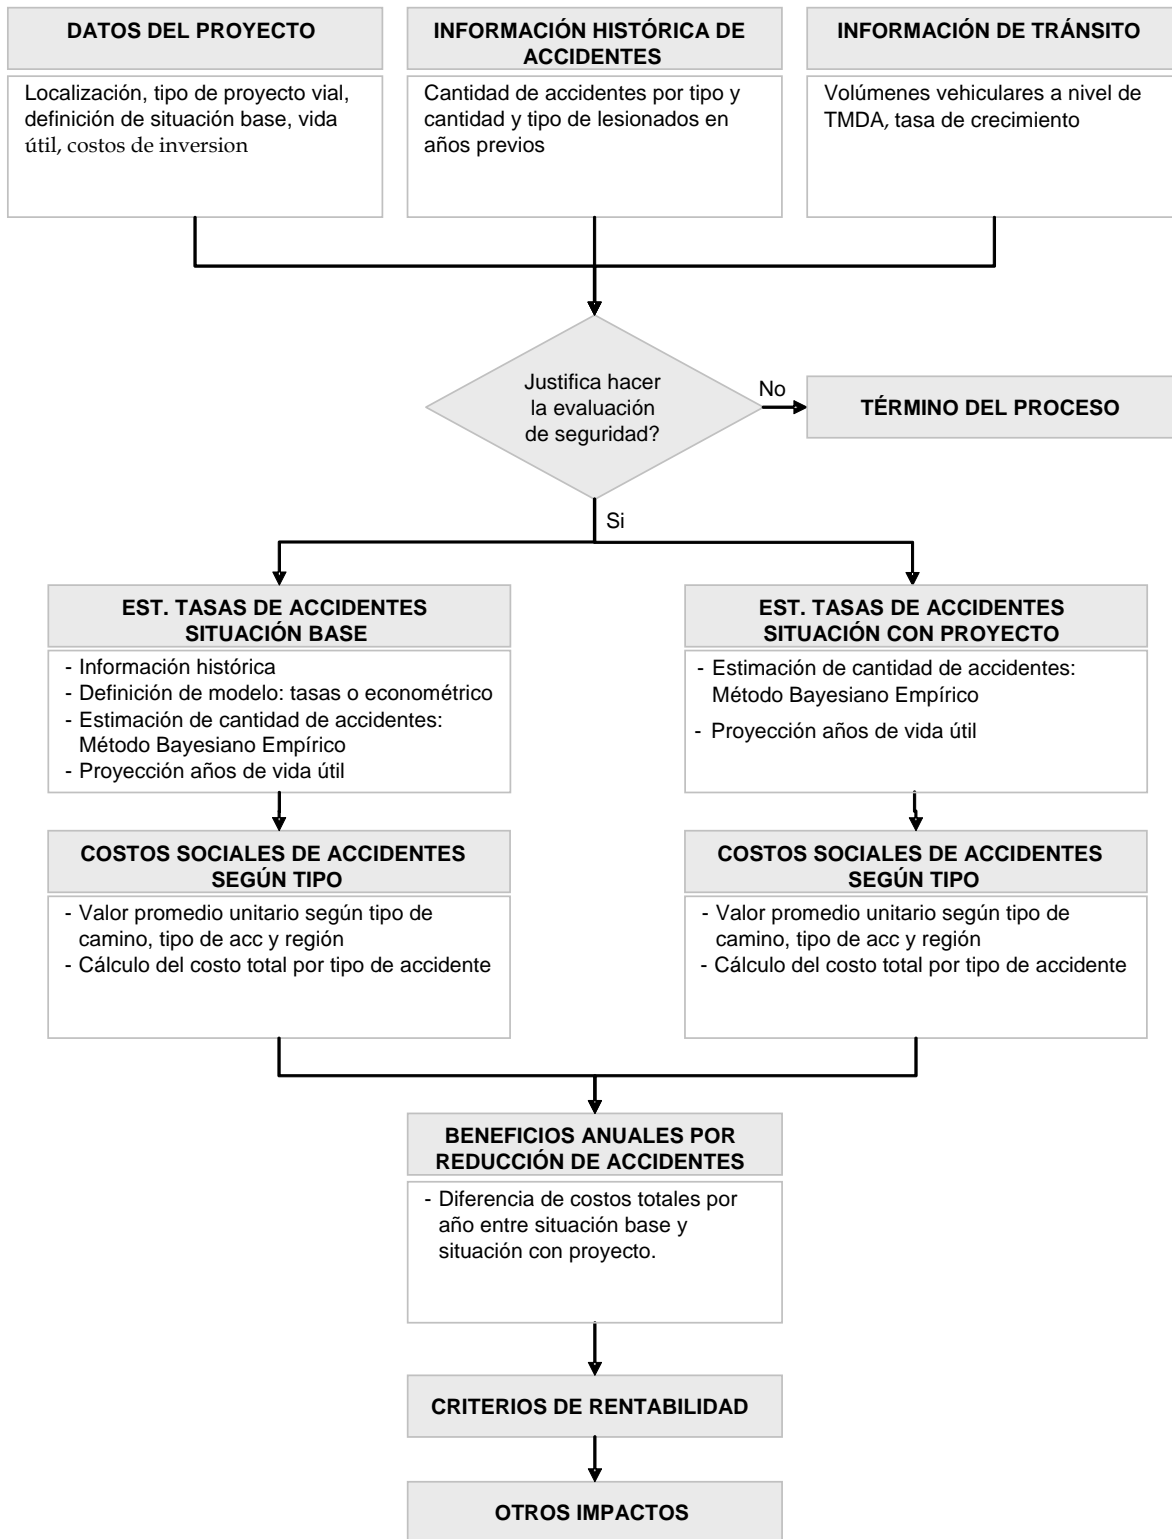 DATOS DEL PROYECTO
Localización, tipo de proyecto vial,
definición de situación base, vida
útil, costos de inversion
INFORMACIÓN HISTÓRICA DE
ACCIDENTES
Cantidad de accidentes por tipo y
cantidad y tipo de lesionados en
años previos
INFORMACIÓN DE TRÁNSITO
Volúmenes vehiculares a nivel de
TMDA, tasa de crecimiento
Justifica hacer
la evaluación
de seguridad?
No
TÉRMINO DEL PROCESO
Si
EST. TASAS DE ACCIDENTES
SITUACIÓN BASE
- Información histórica
- Definición de modelo: tasas o econométrico
- Estimación de cantidad de accidentes:
Método Bayesiano Empírico
- Proyección años de vida útil
EST. TASAS DE ACCIDENTES
SITUACIÓN CON PROYECTO
- Estimación de cantidad de accidentes:
Método Bayesiano Empírico
- Proyección años de vida útil
COSTOS SOCIALES DE ACCIDENTES
SEGÚN TIPO
- Valor promedio unitario según tipo de
camino, tipo de acc y región
- Cálculo del costo total por tipo de accidente
COSTOS SOCIALES DE ACCIDENTES
SEGÚN TIPO
- Valor promedio unitario según tipo de
camino, tipo de acc y región
- Cálculo del costo total por tipo de accidente
BENEFICIOS ANUALES POR
REDUCCIÓN DE ACCIDENTES
- Diferencia de costos totales por
año entre situación base y
situación con proyecto.
CRITERIOS DE RENTABILIDAD
OTROS IMPACTOS